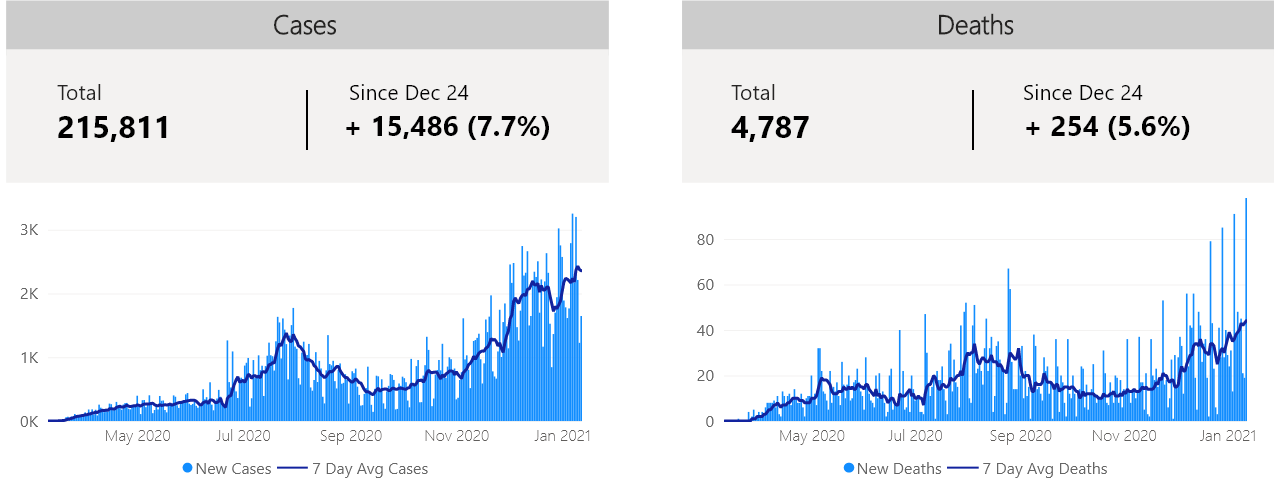 Cases
Total
215,811
Since Dec 24
+ 15,486 (7.7%)
3K
2K
1K
0K
May 2020
Jul 2020
Sep 2020
Nov 2020
Jan 2021
New Cases
7 Day Avg Cases
Deaths
Total
4,787
Since Dec 24
+ 254 (5.6%)
80
60
40
20
0
May 2020
Jul 2020
Sep 2020
Nov 2020
Jan 2021
New Deaths
7 Day Avg Deaths